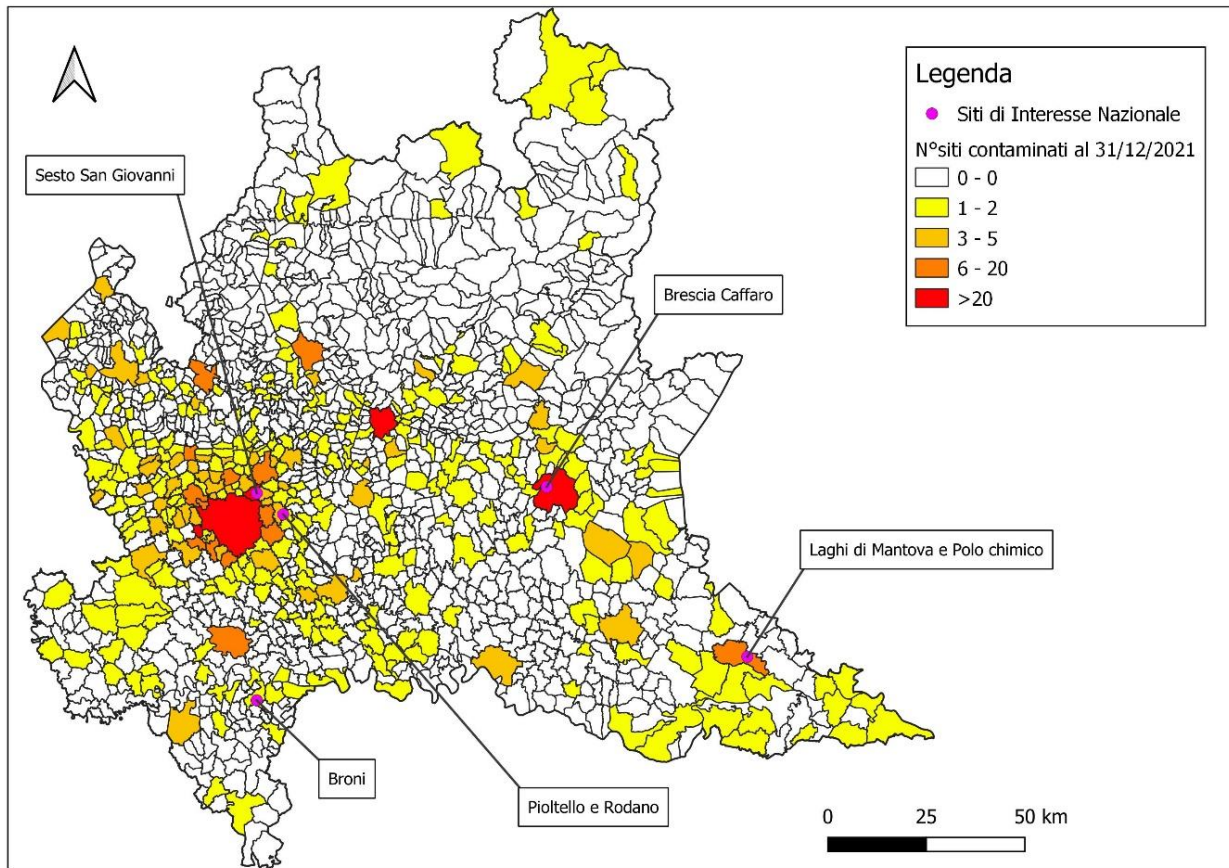 Legenda
Siti di Interesse Nazionale
N°siti contaminati al 31/12/2021
0 - 0
1 - 2
3 - 5
6 - 20
>20
Sesto San Giovanni
Brescia Caffaro
Laghi di Mantova e Polo chimico
Broni
Pioltello e Rodano
0 25 50 km